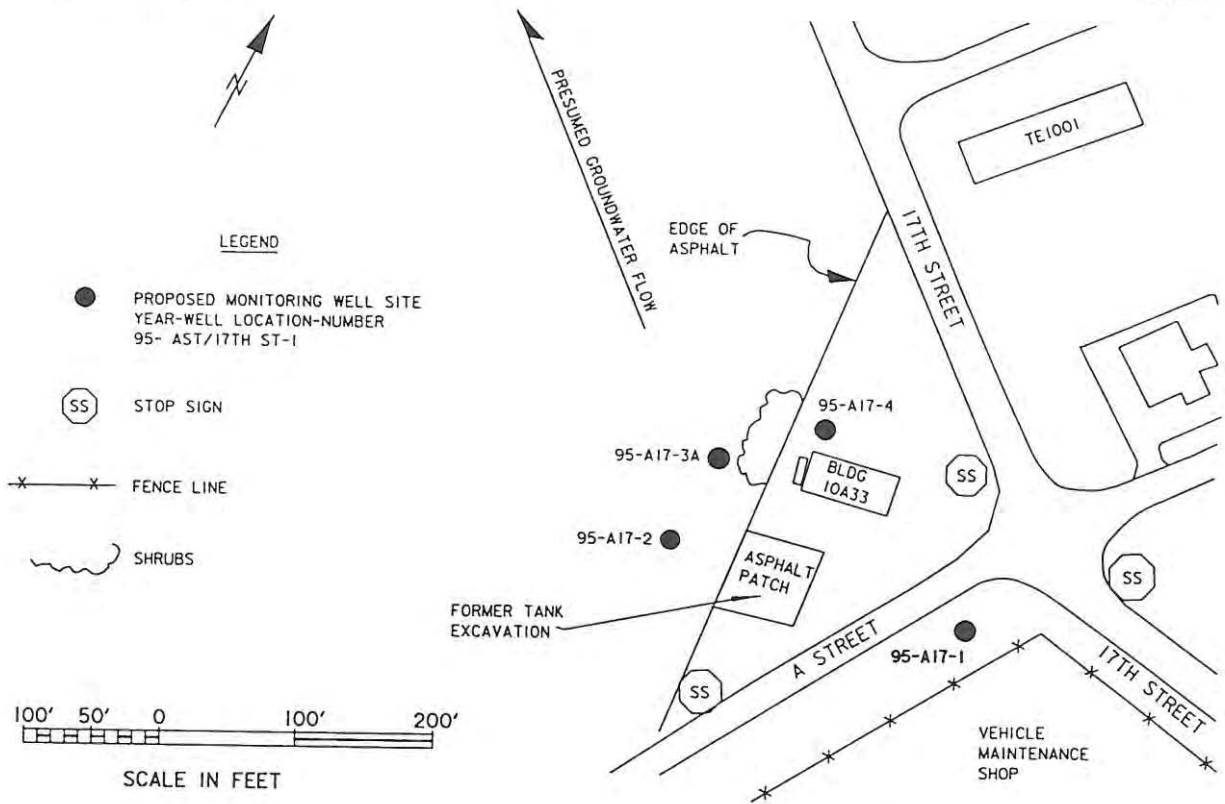 N
PRESUMED GROUNDWATER FLOW
TE1001
17TH STREET
EDGE OF
ASPHALT
LEGEND
PROPOSED MONITORING WELL SITE
YEAR-WELL LOCATION-NUMBER
95- AST/17TH ST-1
SS
STOP SIGN
FENCE LINE
SHRUBS
95-A17-4
95-A17-3A
BLDG
10A33
SS
95-A17-2
ASPHALT
PATCH
SS
FORMER TANK
EXCAVATION
A STREET
95-A17-1
17TH STREET
SS
VEHICLE
MAINTENANCE
SHOP
100' 50' 0 100' 200'
SCALE IN FEET